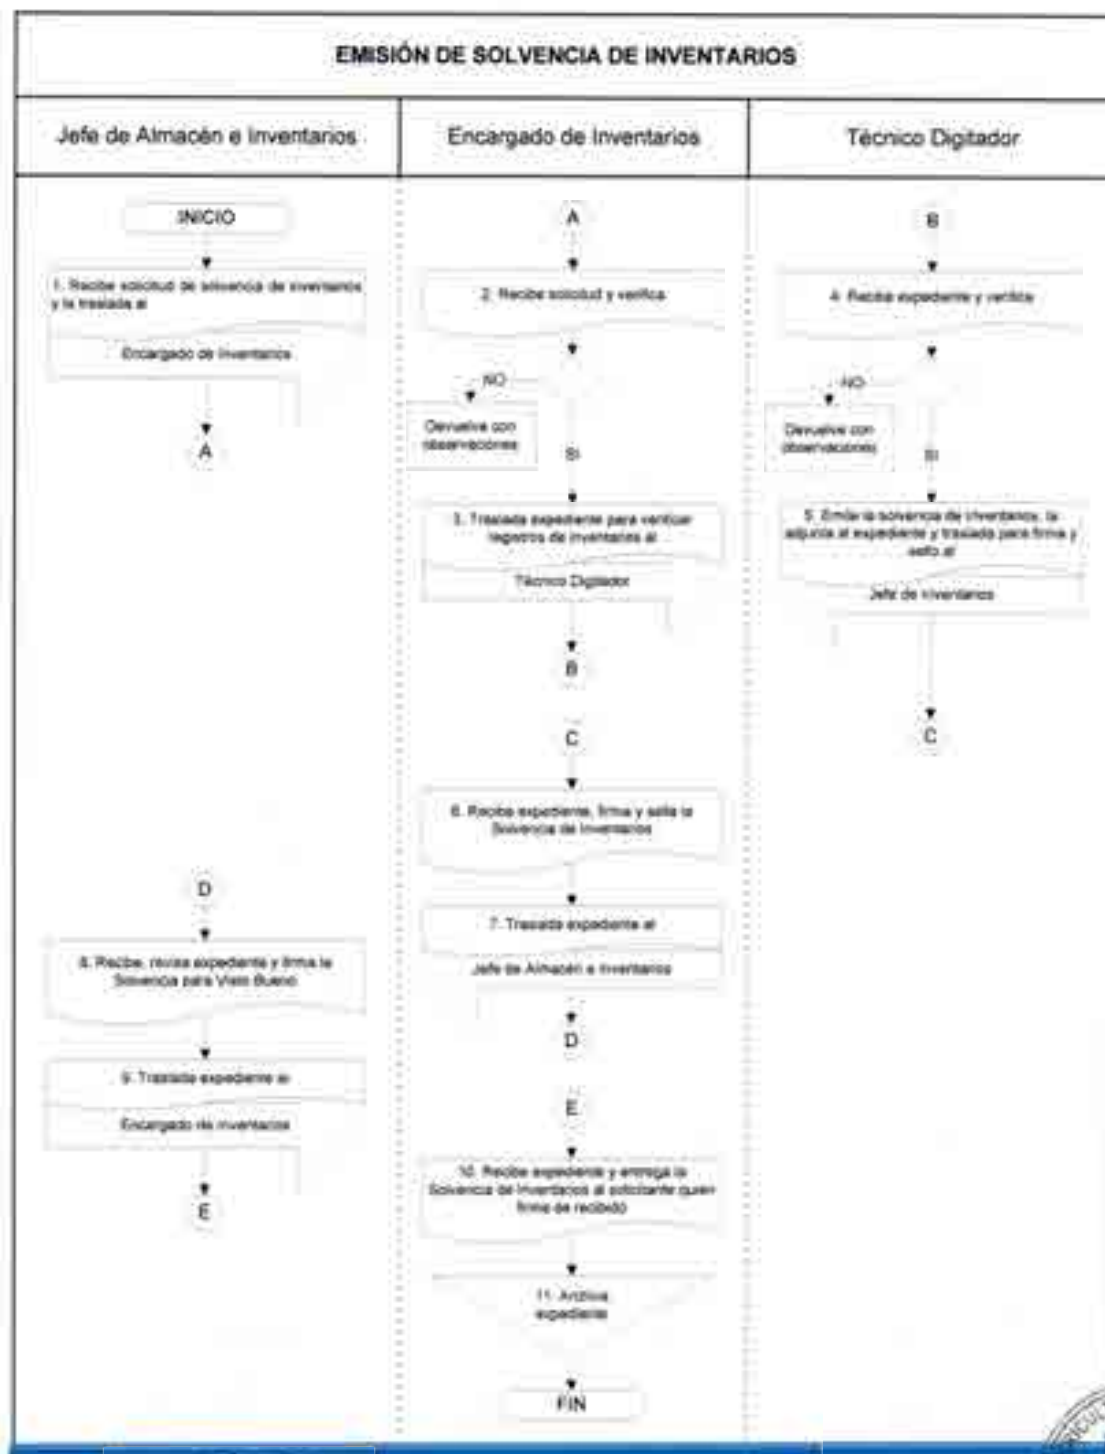 EMISIÓN DE SOLVENCIA DE INVENTARIOS
Jefe de Almacén e Inventarios
Encargado de Inventarios
Técnico Digitador
INICIO
1. Recibe solicitud de solvencia de inventarios
y la traslada al
Encargado de Inventarios
A
A
2. Recibe solicitud y verifica
NO
Devuelve con
observaciones
SI
3. Traslada expediente para verificar
registros de inventarios al
Técnico Digitador
B
B
4. Recibe expediente y verifica
NO
Devuelve con
observaciones
SI
5. Emite la solvencia de inventarios, la
adjunta al expediente y traslada para firma y
sello al
Jefe de Inventarios
C
C
6. Recibe expediente, firma y sella la
Solvencia de Inventarios
7. Traslada expediente al
Jefe de Almacén e Inventarios
D
D
8. Recibe, revisa expediente y firma la
Solvencia para Visto Bueno
9. Traslada expediente al
Encargado de inventarios
E
E
10. Recibe expediente y entrega la
Solvencia de Inventarios al solicitante quien
firma de recibido
11. Archiva
expediente
FIN